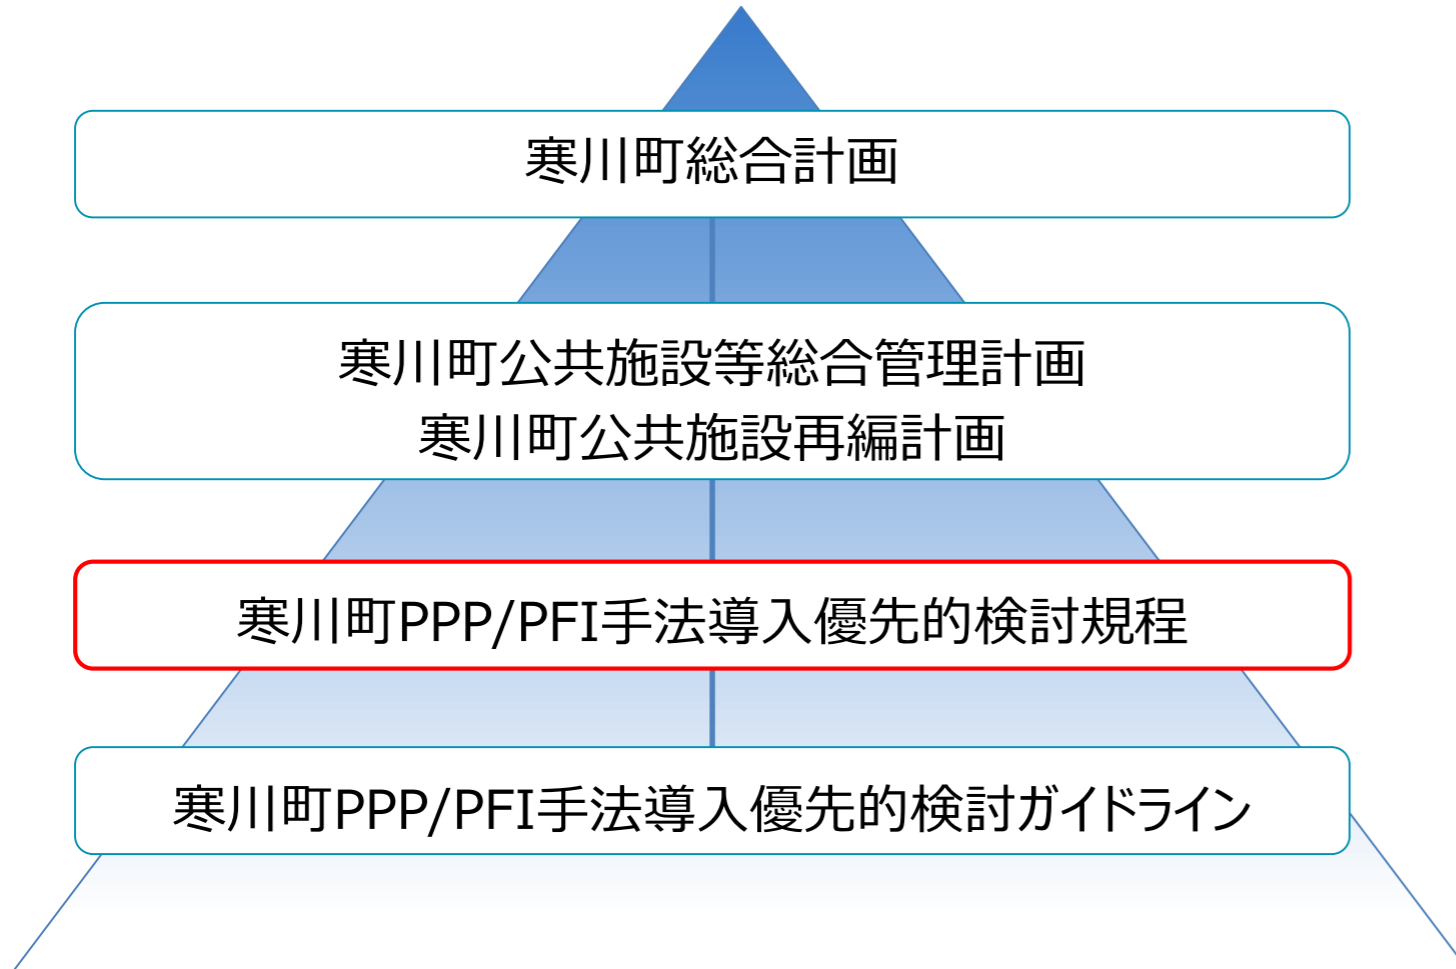 寒川町総合計画
寒川町公共施設等総合管理計画
寒川町公共施設再編計画
寒川町PPP/PFI手法導入優先的検討規程
寒川町PPP/PFI手法導入優先的検討ガイドライン